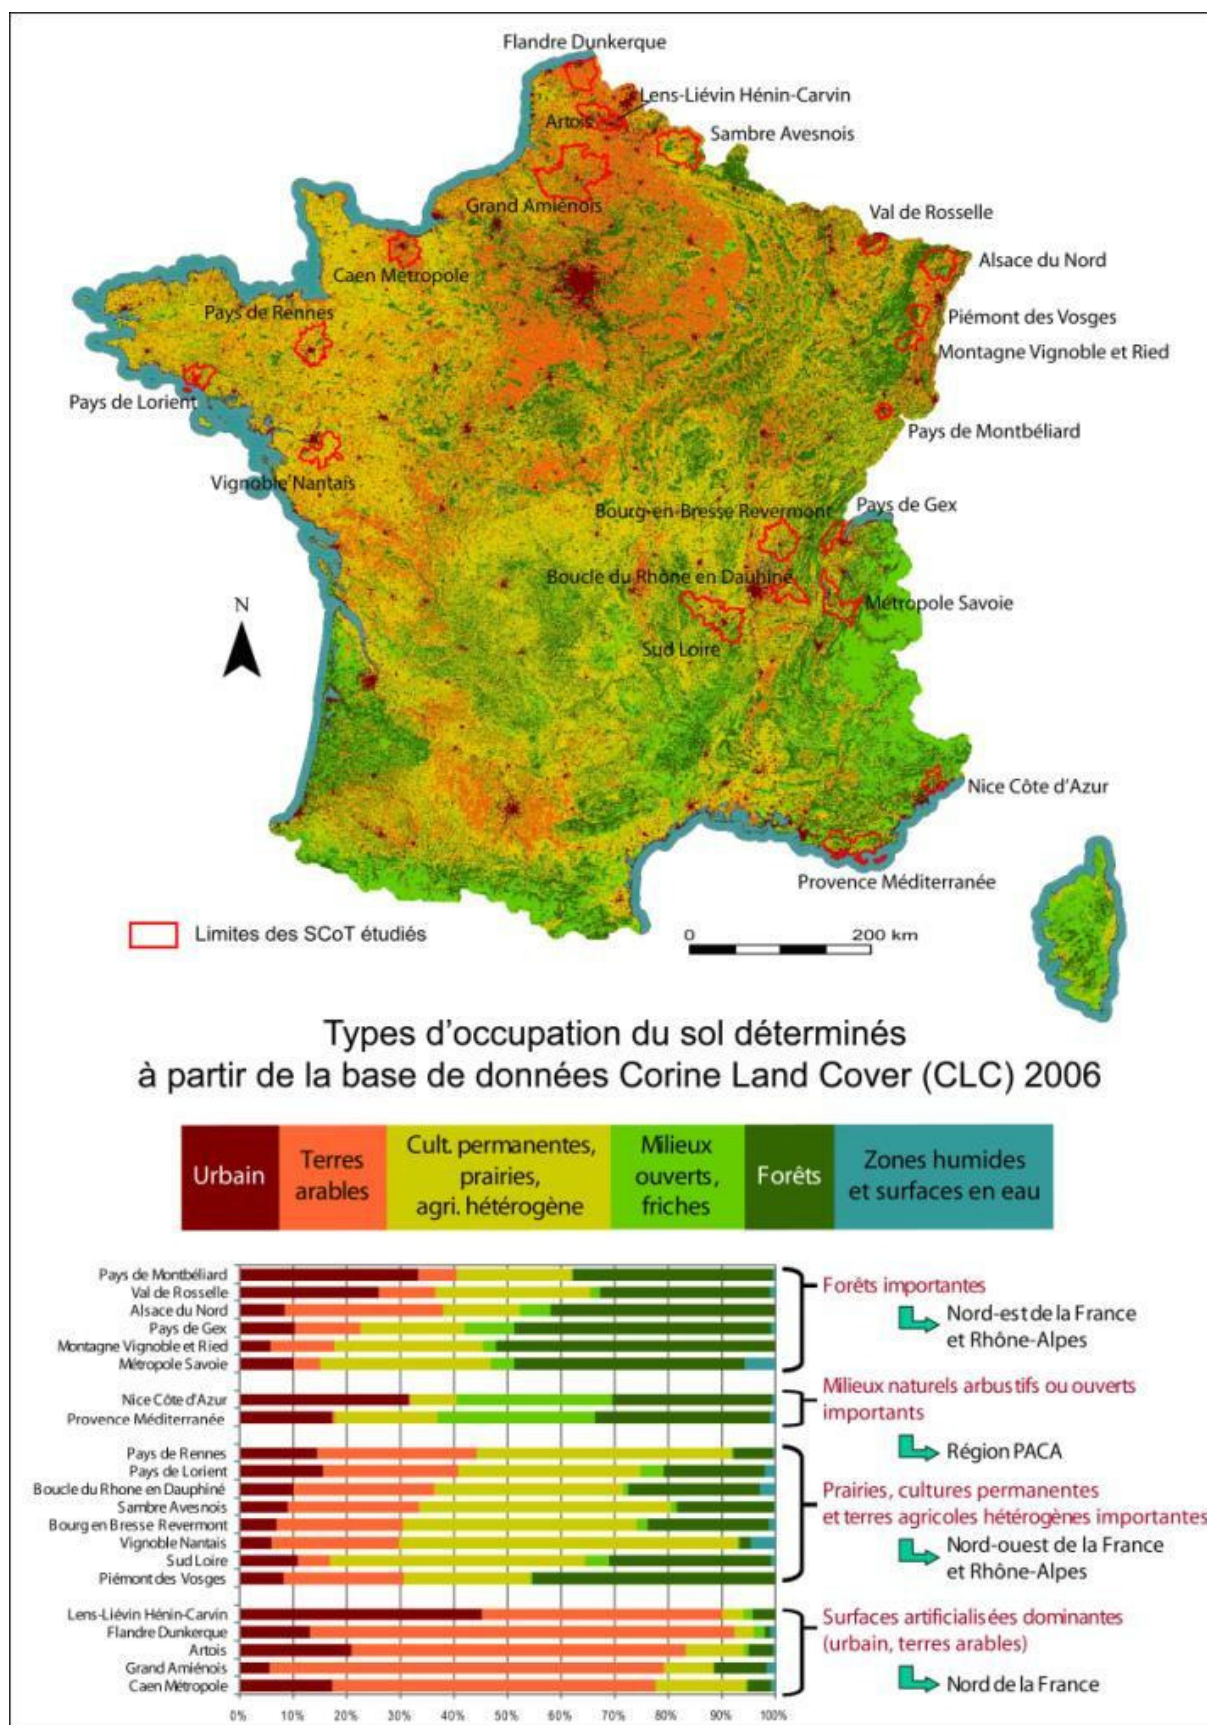 Flandre Dunkerque
Lens-Liévin Hénin-Carvin
Artois
Sambre Avesnois
Grand Amiénois
Val de Rosselle
Alsace du Nord
Caen Métropole
Pays de Rennes
Piémont des Vosges
Montagne Vignoble et Ried
Pays de Lorient
Pays de Montbéliard
Vignoble Nantais
Pays de Gex
Bourg-en-Bresse Revermont
Boucle du Rhône en Dauphiné
Métropole Savoie
N
Sud Loire
Nice Côte d'Azur
Provence Méditerranée
Limites des SCoT étudiés
0 200 km
Types d'occupation du sol déterminés
à partir de la base de données Corine Land Cover (CLC) 2006
Urbain
Terres
arables
Cult. permanentes,
prairies,
agri. hétérogène
Milieux
ouverts,
friches
Forêts
Zones humides
et surfaces en eau
Pays de Montbéliard
Val de Rosselle
Alsace du Nord
Pays de Gex
Montagne Vignoble et Ried
Métropole Savoie
Forêts importantes
Nord-est de la France
et Rhône-Alpes
Nice Côte d'Azur
Provence Méditerranée
Milieux naturels arbustifs ou ouverts
importants
Région PACA
Pays de Rennes
Pays de Lorient
Boucle du Rhone en Dauphiné
Sambre Avesnois
Bourg en Bresse Revermont
Vignoble Nantais
Sud Loire
Piémont des Vosges
Prairies, cultures permanentes
et terres agricoles hétérogènes importantes
Nord-ouest de la France
et Rhône-Alpes
Lens-Liévin Hénin-Carvin
Flandre Dunkerque
Artois
Grand Amiénois
Caen Métropole
Surfaces artificialisées dominantes
(urbain, terres arables)
Nord de la France
0% 10% 20% 30% 40% 50% 60% 70% 80% 90% 100%